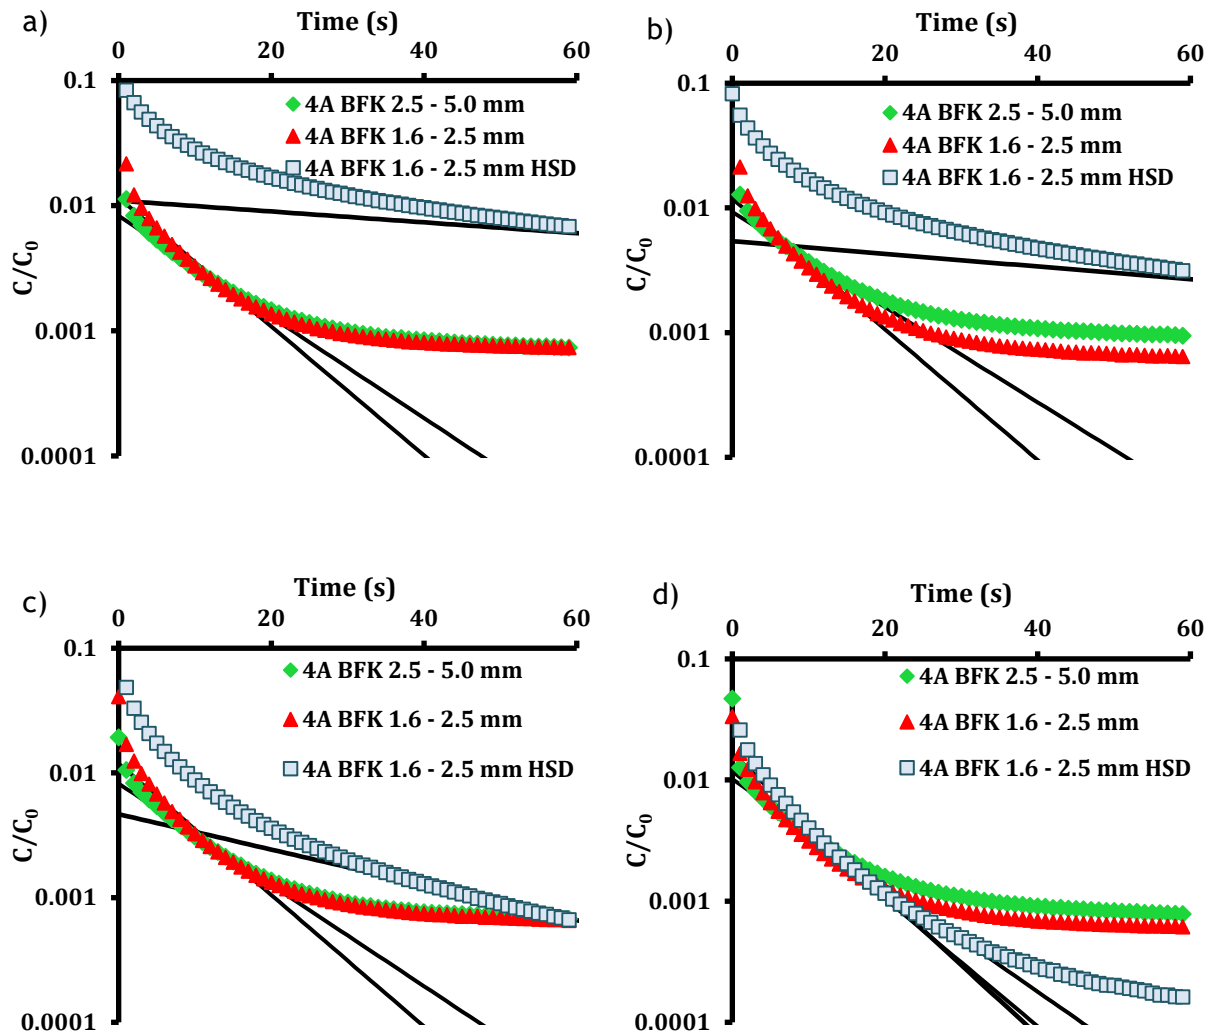 a)
Time (s)
0 20 40 60
0.1
0.01
0.001
0.0001
C/C0
4A BFK 2.5 - 5.0 mm
4A BFK 1.6 - 2.5 mm
4A BFK 1.6 - 2.5 mm HSD
b)
Time (s)
0 20 40 60
0.1
0.01
0.001
0.0001
C/C0
4A BFK 2.5 - 5.0 mm
4A BFK 1.6 - 2.5 mm
4A BFK 1.6 - 2.5 mm HSD
c)
Time (s)
0 20 40 60
0.1
0.01
0.001
0.0001
C/C0
4A BFK 2.5 - 5.0 mm
4A BFK 1.6 - 2.5 mm
4A BFK 1.6 - 2.5 mm HSD
d)
Time (s)
0 20 40 60
0.1
0.01
0.001
0.0001
C/C0
4A BFK 2.5 - 5.0 mm
4A BFK 1.6 - 2.5 mm
4A BFK 1.6 - 2.5 mm HSD